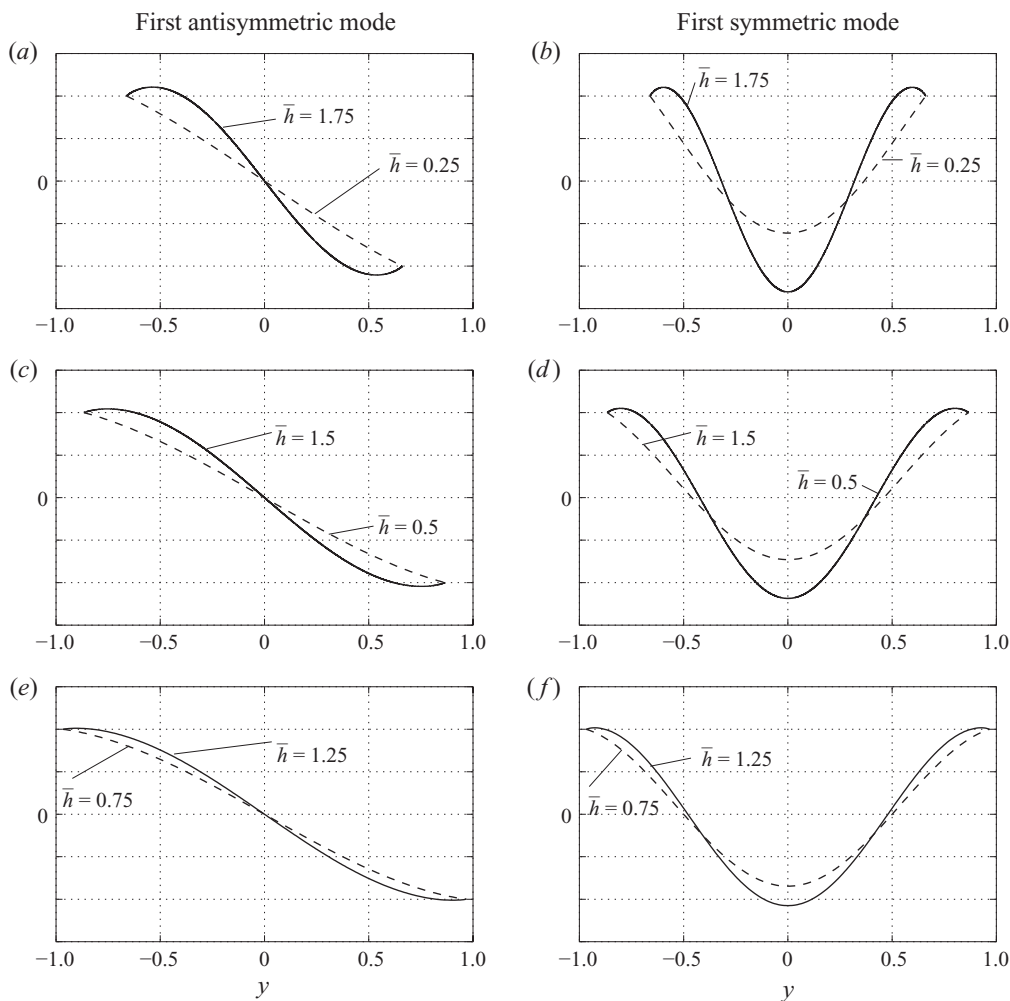 First antisymmetric mode
First symmetric mode
(a)
h̅ = 1.75
h̅ = 0.25
0
−1.0 −0.5 0 0.5 1.0
(b)
h̅ = 1.75
h̅ = 0.25
0
−1.0 −0.5 0 0.5 1.0
(c)
h̅ = 1.5
h̅ = 0.5
0
−1.0 −0.5 0 0.5 1.0
(d)
h̅ = 1.5
h̅ = 0.5
0
−1.0 −0.5 0 0.5 1.0
(e)
h̅ = 1.25
h̅ = 0.75
0
−1.0 −0.5 0 0.5 1.0
y
(f)
h̅ = 1.25
h̅ = 0.75
0
−1.0 −0.5 0 0.5 1.0
y